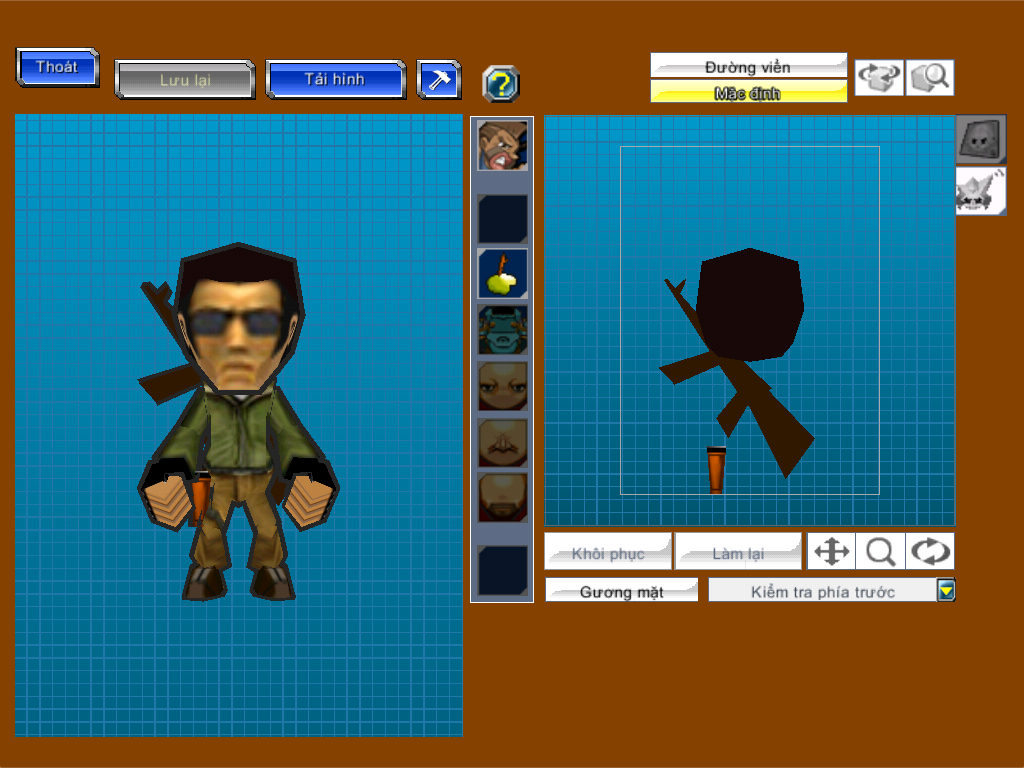 Thoát
Lưu lại
Tải hình
Đường viền
Mặc định
Khôi phục
Làm lại
Gương mặt
Kiểm tra phía trước